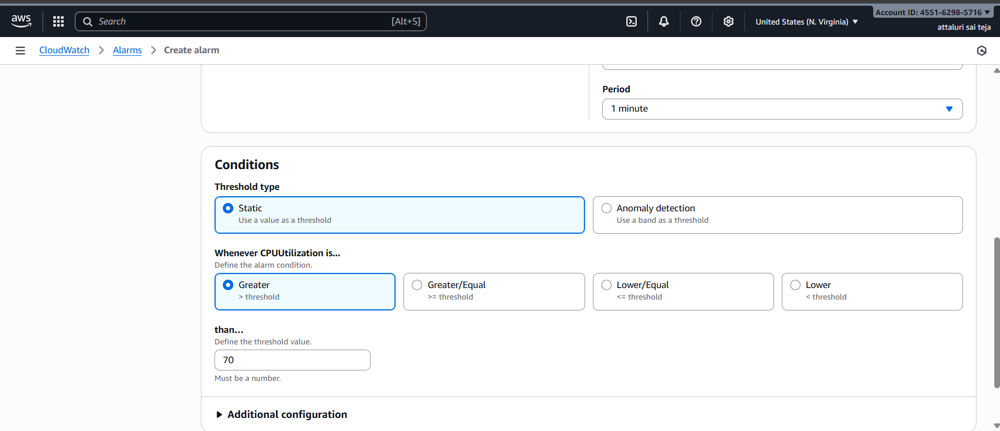 aws
Search [Alt+S]
United States (N. Virginia)
Account ID: 4551-6298-5716
attaluri sai teja
CloudWatch
Alarms
Create alarm
Period
1 minute
Conditions
Threshold type
Static
Use a value as a threshold
Anomaly detection
Use a band as a threshold
Whenever CPUUtilization is...
Define the alarm condition.
Greater
> threshold
Greater/Equal
>= threshold
Lower/Equal
<= threshold
Lower
< threshold
than...
Define the threshold value.
70
Must be a number.
Additional configuration